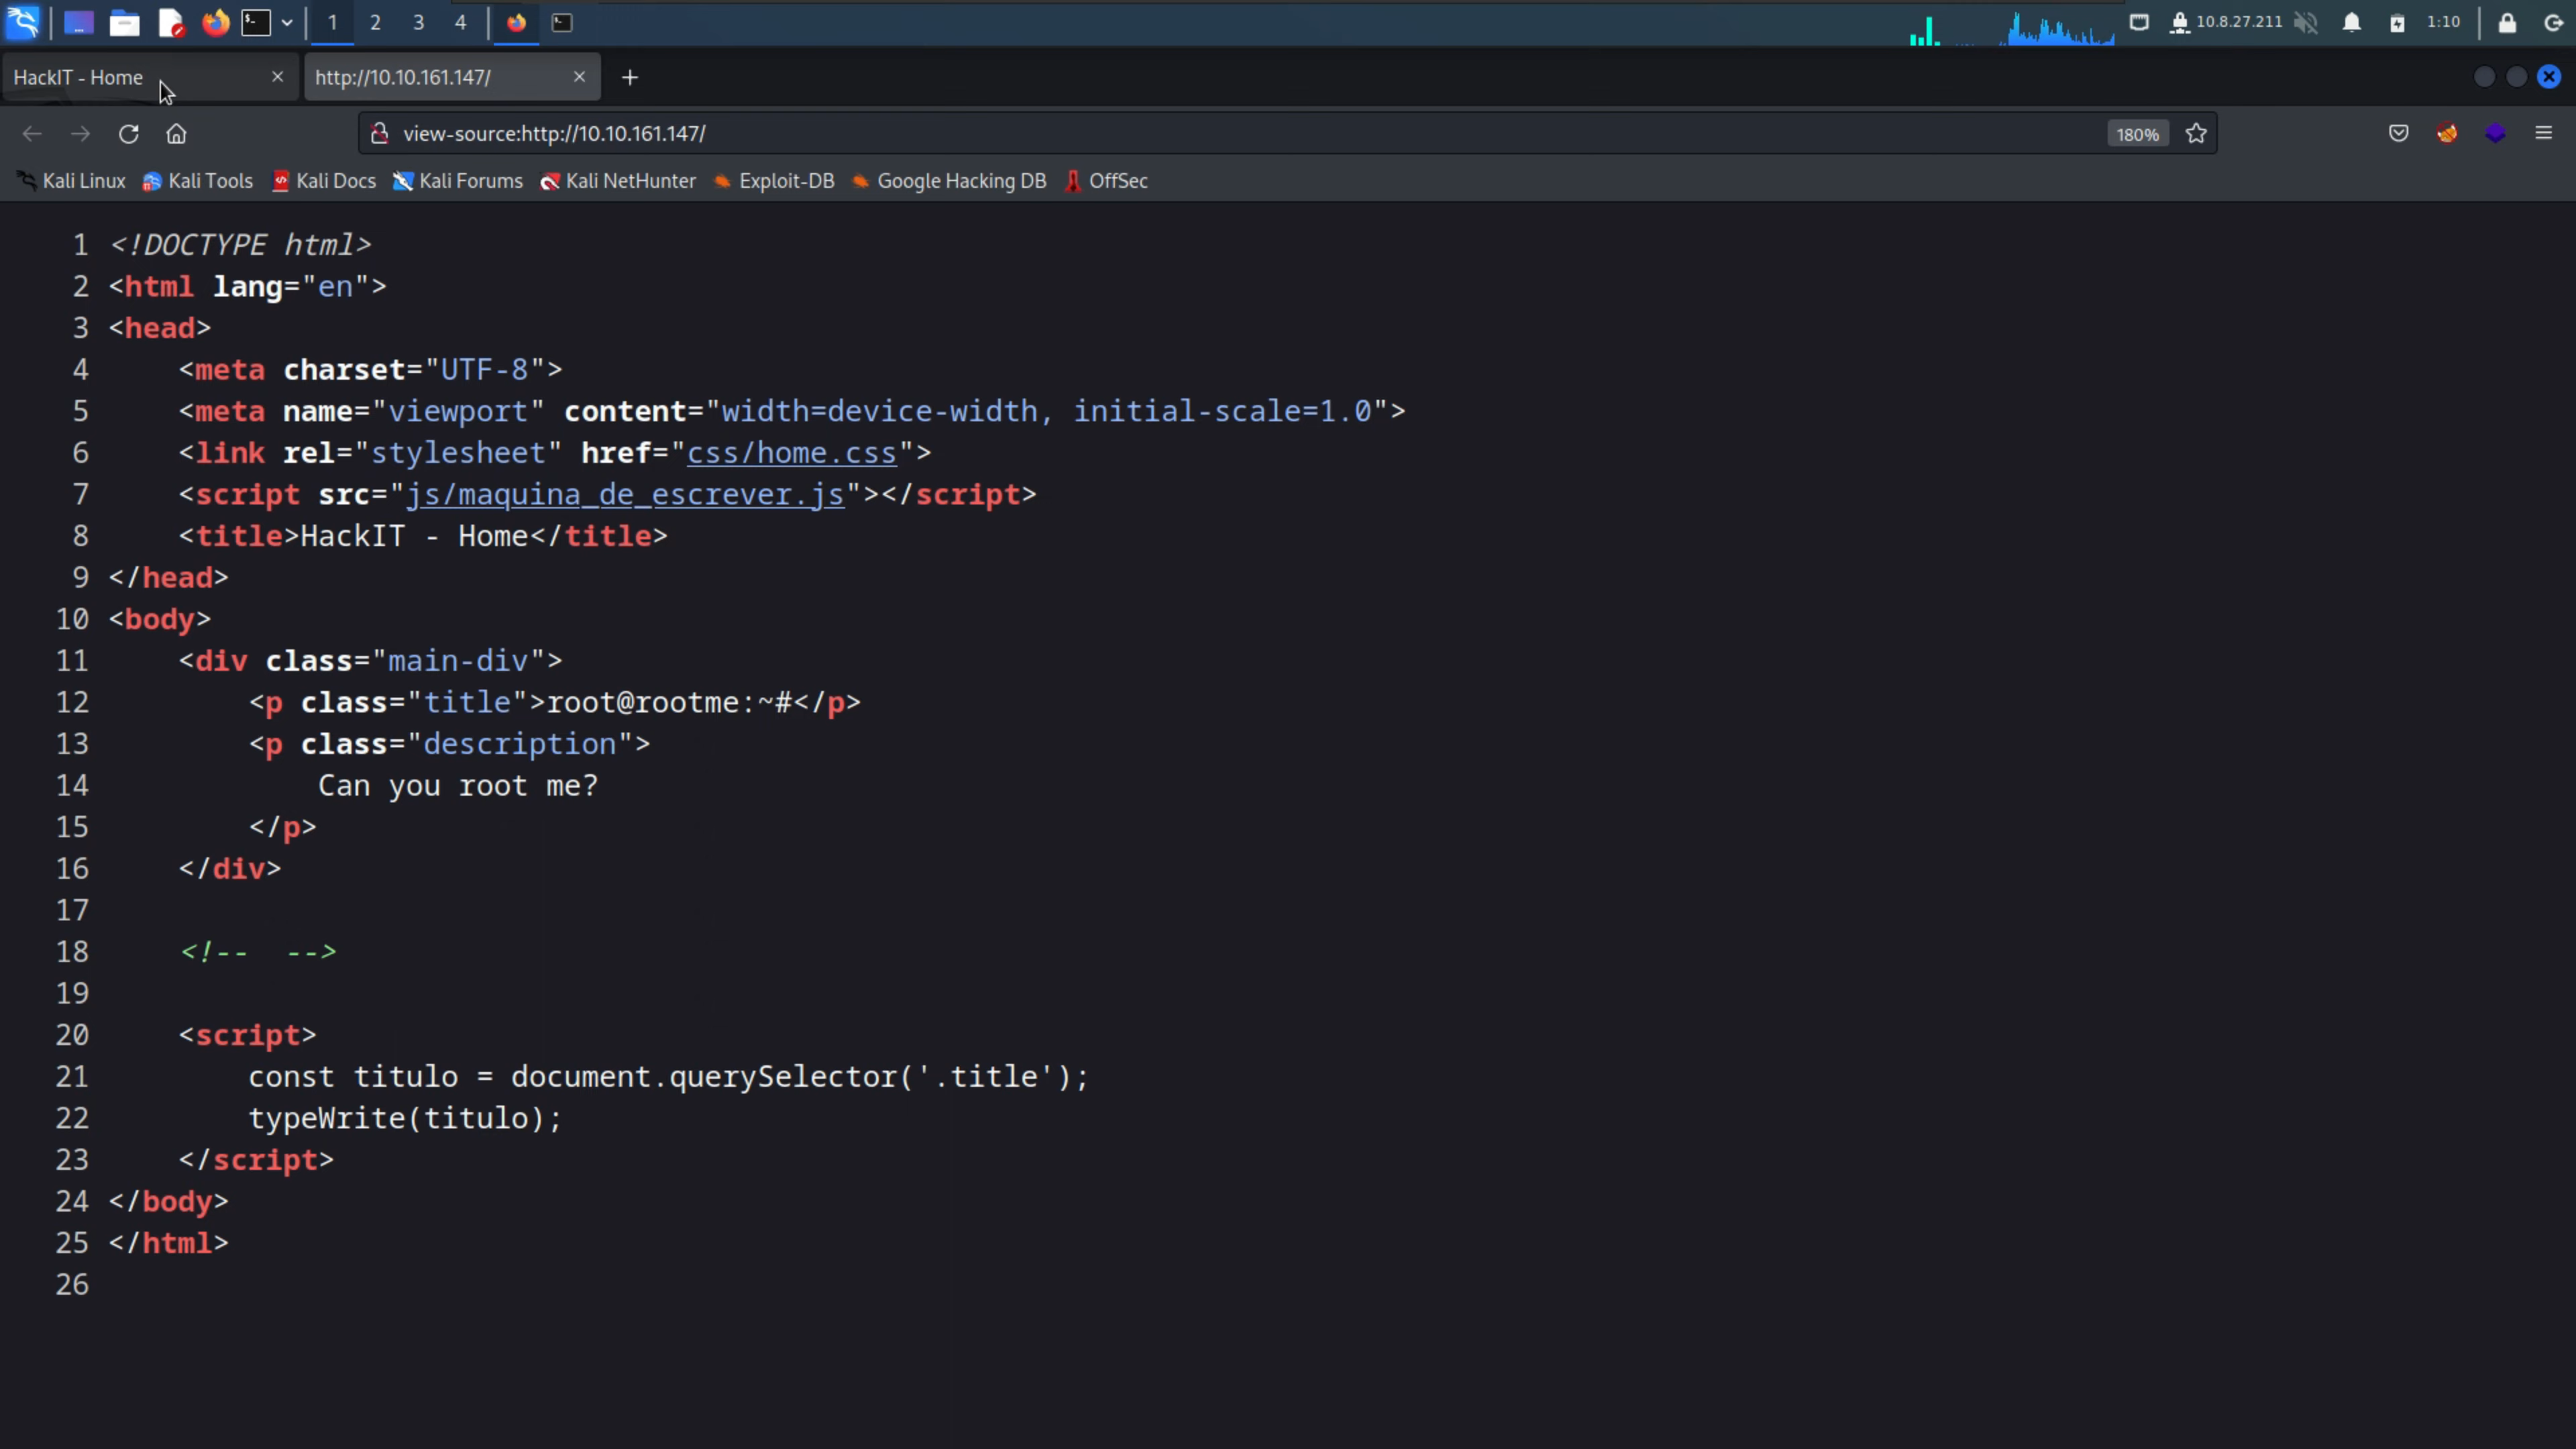 1 2 3 4 10.8.27.211 1:10
HackIT - Home http://10.10.161.147/
view-source:http://10.10.161.147/ 180%
Kali Linux Kali Tools Kali Docs Kali Forums Kali NetHunter Exploit-DB Google Hacking DB OffSec
1 <!DOCTYPE html>
2 <html lang="en">
3 <head>
4     <meta charset="UTF-8">
5     <meta name="viewport" content="width=device-width, initial-scale=1.0">
6     <link rel="stylesheet" href="css/home.css">
7     <script src="js/maquina_de_escrever.js"></script>
8     <title>HackIT - Home</title>
9 </head>
10 <body>
11     <div class="main-div">
12         <p class="title">root@rootme:~#</p>
13         <p class="description">
14             Can you root me?
15         </p>
16     </div>
17
18     <!--  -->
19
20     <script>
21         const titulo = document.querySelector('.title');
22         typeWrite(titulo);
23     </script>
24 </body>
25 </html>
26